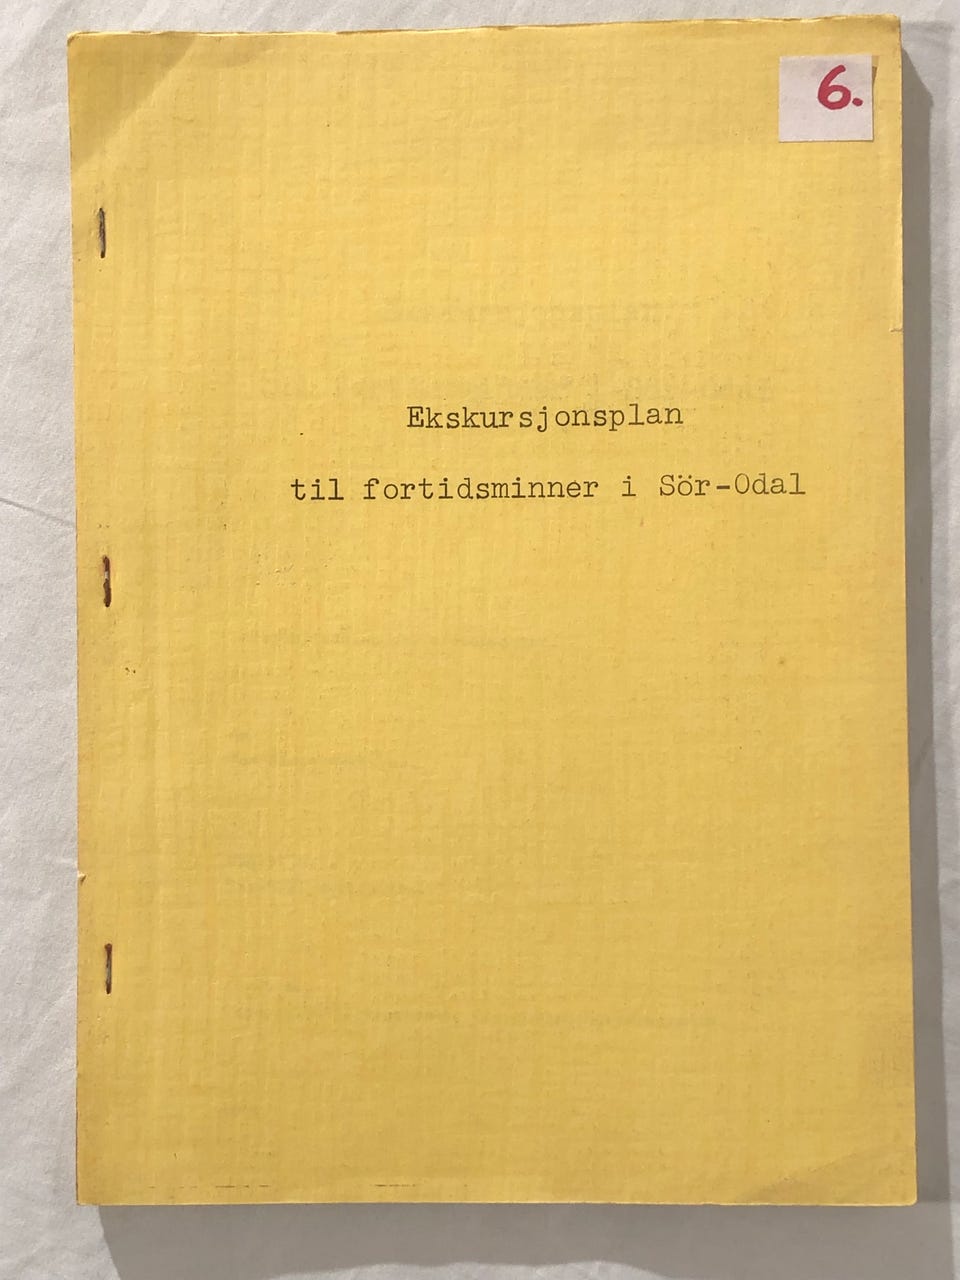 6.
Ekskursjonsplan
til fortidsminner i Sör-Odal